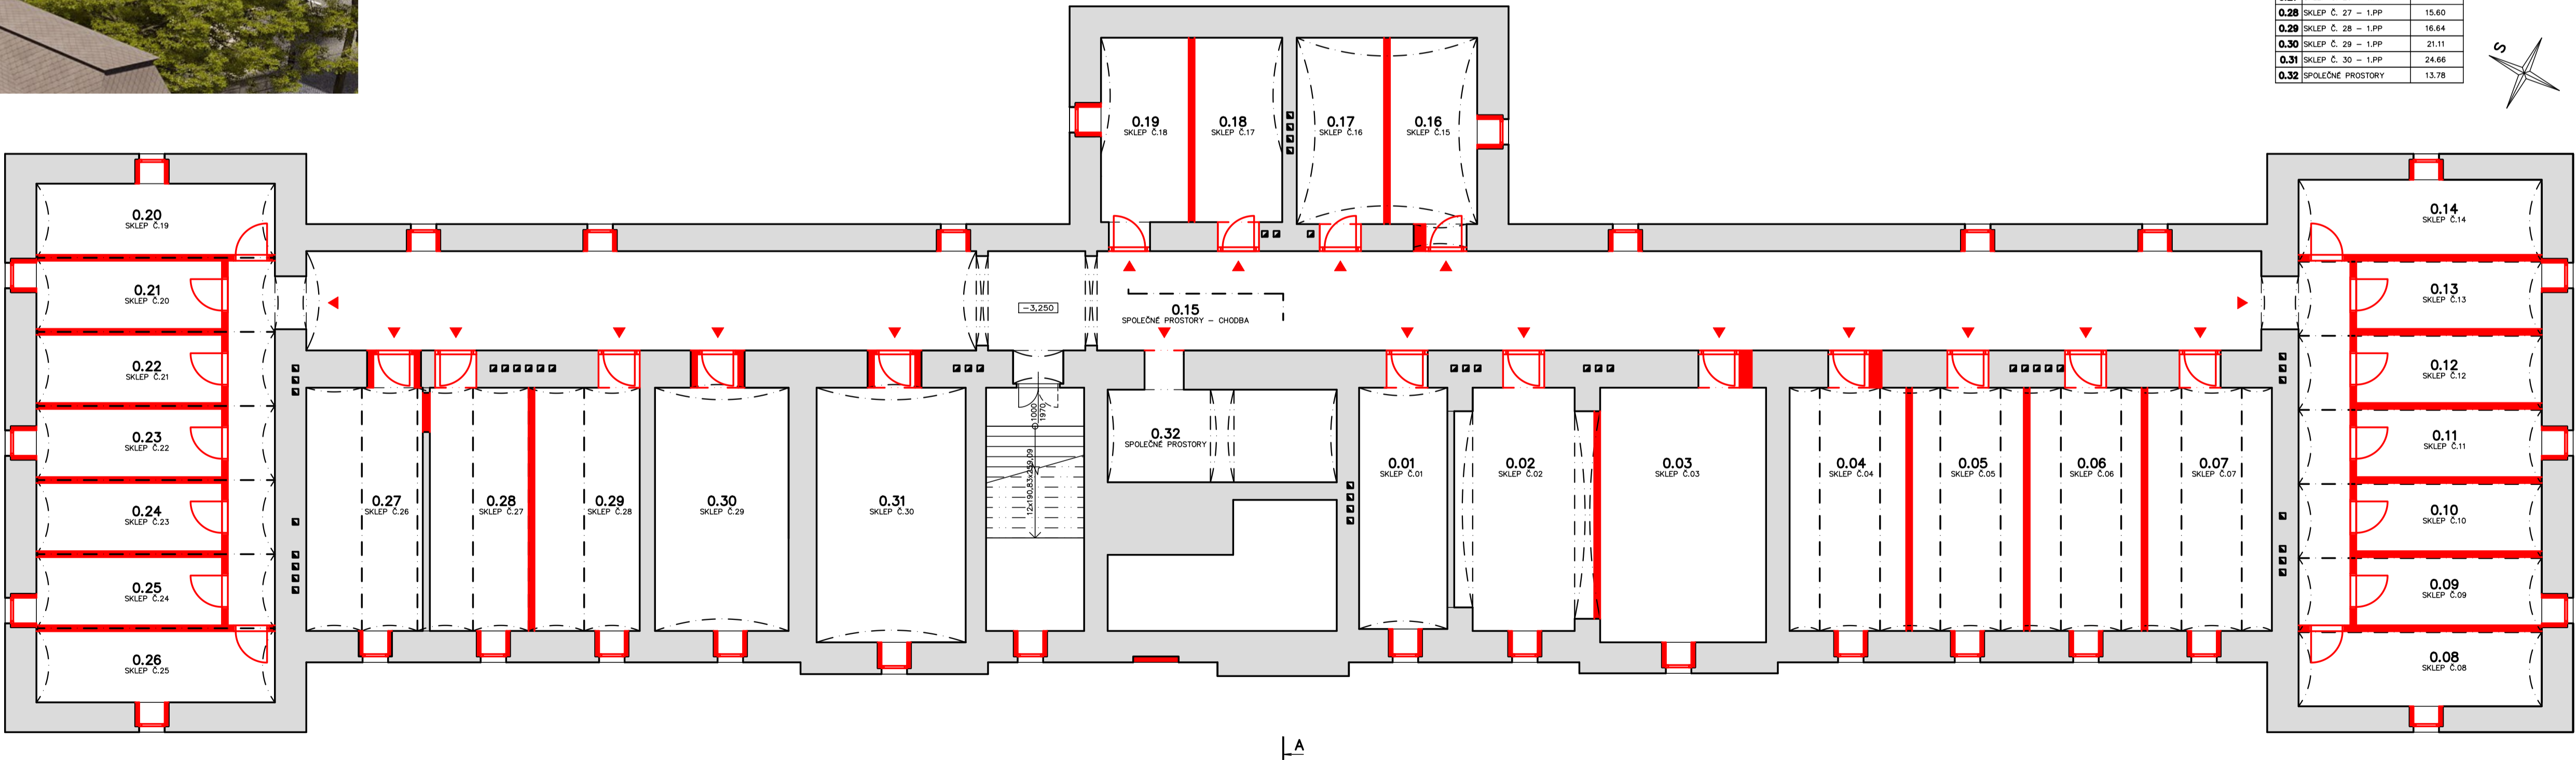 0.28 SKLEP Č. 27 – 1.PP 15.60
0.29 SKLEP Č. 28 – 1.PP 16.64
0.30 SKLEP Č. 29 – 1.PP 21.11
0.31 SKLEP Č. 30 – 1.PP 24.66
0.32 SPOLEČNÉ PROSTORY 13.78
S
0.19
SKLEP Č.18
0.18
SKLEP Č.17
0.17
SKLEP Č.16
0.16
SKLEP Č.15
0.20
SKLEP Č.19
0.14
SKLEP Č.14
0.21
SKLEP Č.20
-3,250
0.15
SPOLEČNÉ PROSTORY – CHODBA
0.13
SKLEP Č.13
0.22
SKLEP Č.21
0.12
SKLEP Č.12
0.23
SKLEP Č.22
0.11
SKLEP Č.11
0.24
SKLEP Č.23
0.10
SKLEP Č.10
0.25
SKLEP Č.24
0.09
SKLEP Č.09
0.26
SKLEP Č.25
0.08
SKLEP Č.08
0.27
SKLEP Č.26
0.28
SKLEP Č.27
0.29
SKLEP Č.28
0.30
SKLEP Č.29
0.31
SKLEP Č.30
1000
1970
12x190,83x259,09
0.32
SPOLEČNÉ PROSTORY
0.01
SKLEP Č.01
0.02
SKLEP Č.02
0.03
SKLEP Č.03
0.04
SKLEP Č.04
0.05
SKLEP Č.05
0.06
SKLEP Č.06
0.07
SKLEP Č.07
A